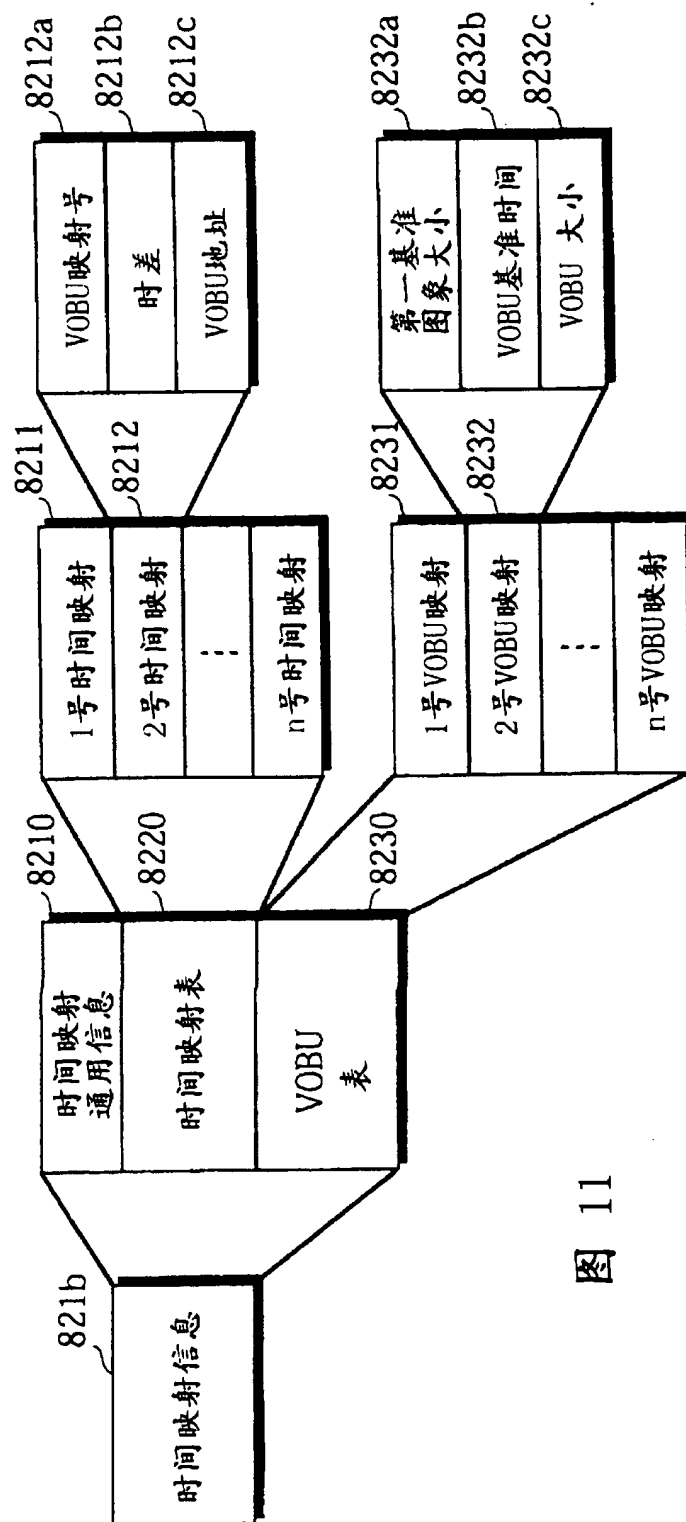 821b
时间映射信息
8210
8220
8230
时间映射
通用信息
时间映射表
VOBU
表
8211
8212
1号时间映射
2号时间映射
⋮
n号时间映射
8231
8232
1号VOBU映射
2号VOBU映射
⋮
n号VOBU映射
8212a
8212b
8212c
VOBU映射号
时差
VOBU地址
8232a
8232b
8232c
第一基准
图象大小
VOBU基准时间
VOBU 大小
图 11